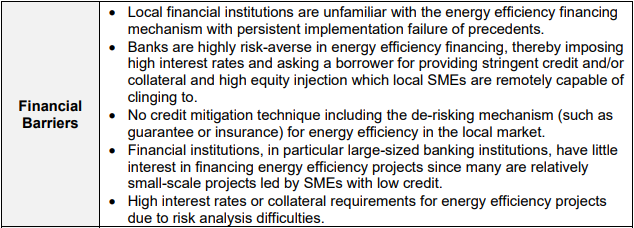 Financial
Barriers
• Local financial institutions are unfamiliar with the energy efficiency financing
mechanism with persistent implementation failure of precedents.
• Banks are highly risk-averse in energy efficiency financing, thereby imposing
high interest rates and asking a borrower for providing stringent credit and/or
collateral and high equity injection which local SMEs are remotely capable of
clinging to.
• No credit mitigation technique including the de-risking mechanism (such as
guarantee or insurance) for energy efficiency in the local market.
• Financial institutions, in particular large-sized banking institutions, have little
interest in financing energy efficiency projects since many are relatively
small-scale projects led by SMEs with low credit.
• High interest rates or collateral requirements for energy efficiency projects
due to risk analysis difficulties.